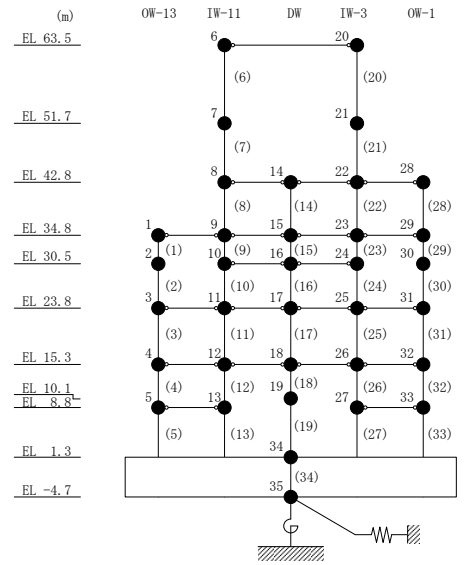 (m) OW-13 IW-11 DW IW-3 OW-1
EL 63.5 6 20
(6) (20)
EL 51.7 7 21
(7) (21)
EL 42.8 8 14 22 28
(8) (14) (22) (28)
EL 34.8 1 9 15 23 29
(1) (9) (15) (23) (29)
EL 30.5 2 10 16 24 30
(2) (10) (16) (24) (30)
EL 23.8 3 11 17 25 31
(3) (11) (17) (25) (31)
EL 15.3 4 12 18 26 32
(4) (12) (18) (26) (32)
EL 10.1 19
EL 8.8 5 13 27 33
(5) (13) (19) (27) (33)
EL 1.3 34
(34)
EL -4.7 35